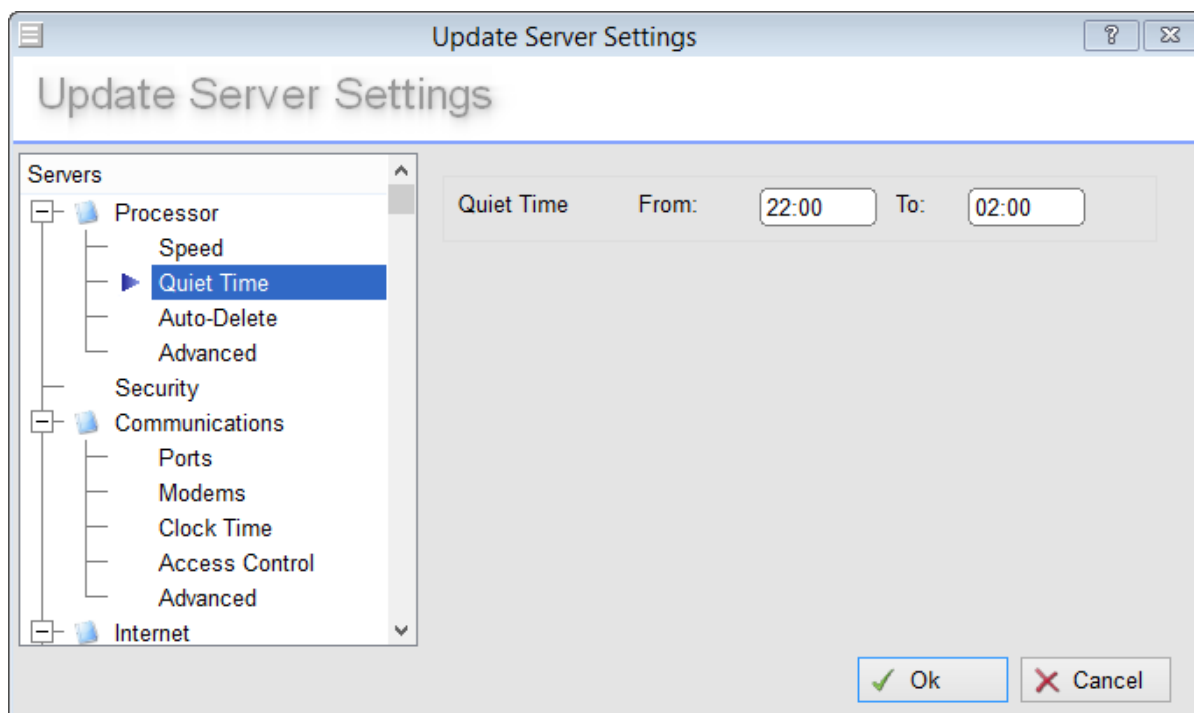 Update Server Settings
Update Server Settings
Servers
Processor
Speed
Quiet Time
Auto-Delete
Advanced
Security
Communications
Ports
Modems
Clock Time
Access Control
Advanced
Internet
Quiet Time From: 22:00 To: 02:00
Ok Cancel